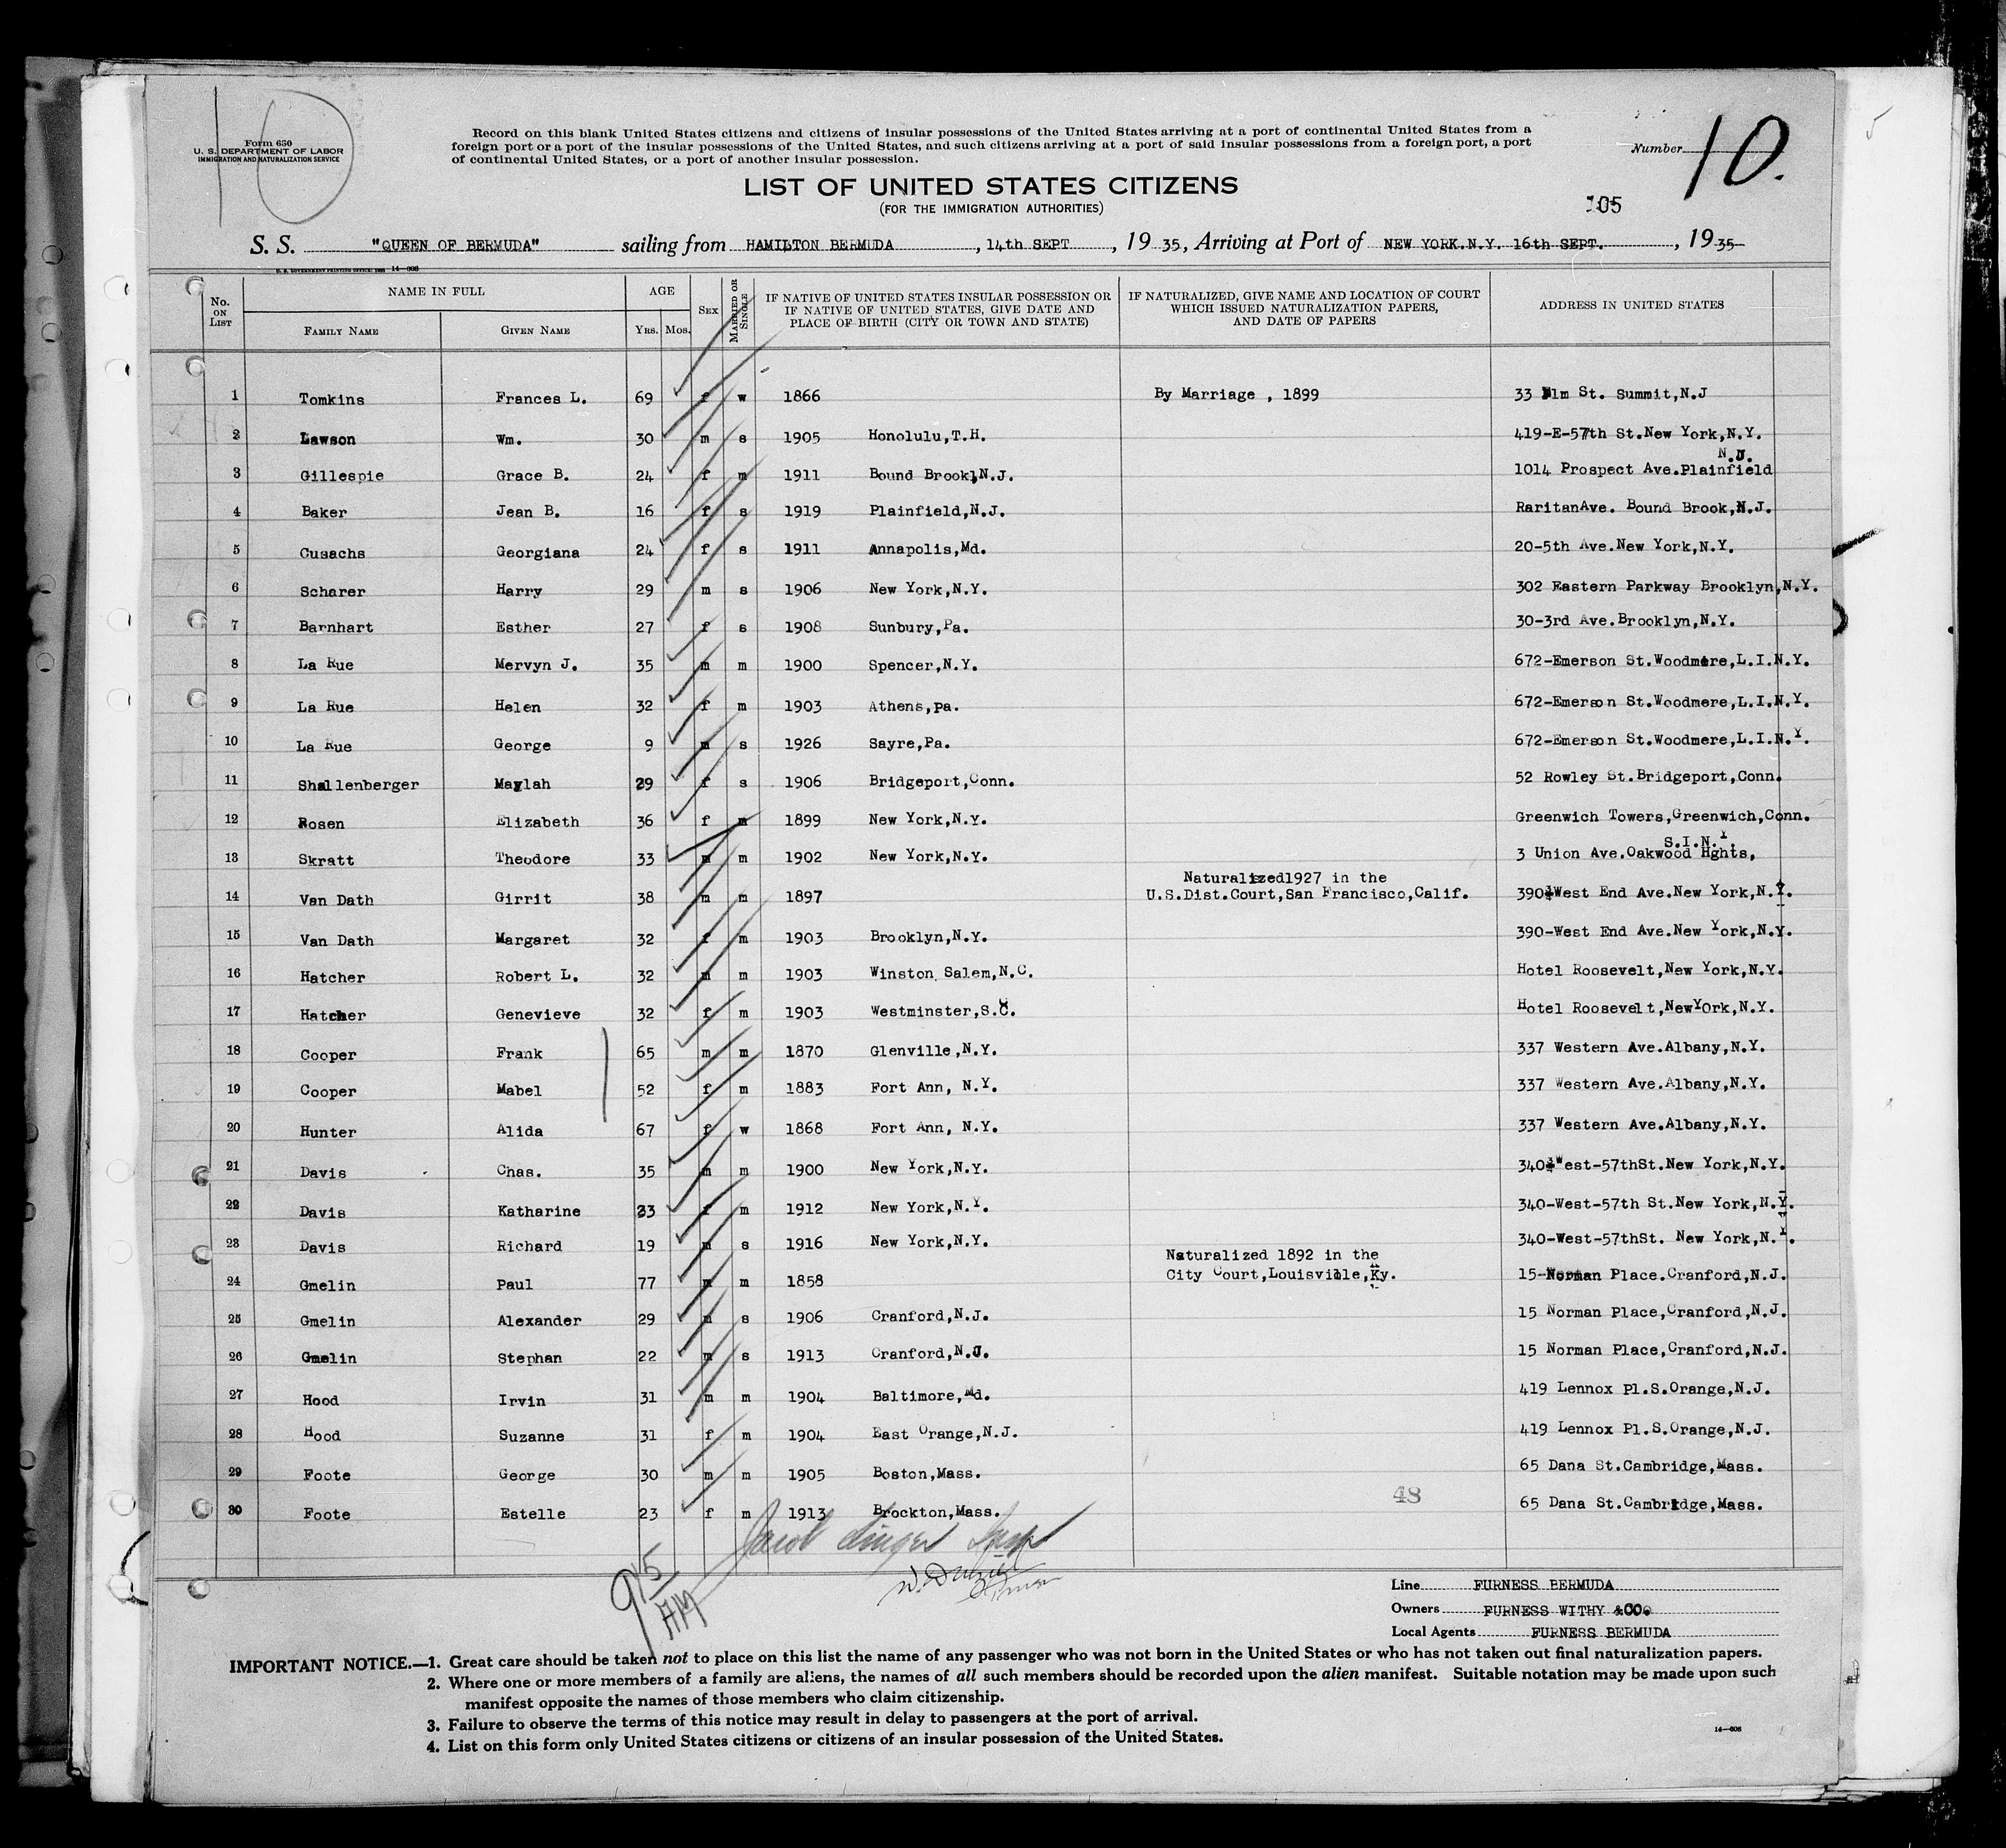 10
Form 630
U. S. DEPARTMENT OF LABOR
IMMIGRATION AND NATURALIZATION SERVICE
Record on this blank United States citizens and citizens of insular possessions of the United States arriving at a port of continental United States from a
foreign port or a port of the insular possessions of the United States, and such citizens arriving at a port of said insular possessions from a foreign port, a port
of continental United States, or a port of another insular possession.
Number 10.
LIST OF UNITED STATES CITIZENS
(FOR THE IMMIGRATION AUTHORITIES)
105
S. S. "QUEEN OF BERMUDA" sailing from HAMILTON BERMUDA, 14th SEPT, 19 35, Arriving at Port of NEW YORK.N.Y. 16th SEPT., 19 35
U. S. GOVERNMENT PRINTING OFFICE: 14—608
No. ON LIST NAME IN FULL FAMILY NAME GIVEN NAME AGE YRS. MOS. SEX MARRIED OR SINGLE IF NATIVE OF UNITED STATES INSULAR POSSESSION OR IF NATIVE OF UNITED STATES, GIVE DATE AND PLACE OF BIRTH (CITY OR TOWN AND STATE) IF NATURALIZED, GIVE NAME AND LOCATION OF COURT WHICH ISSUED NATURALIZATION PAPERS, AND DATE OF PAPERS ADDRESS IN UNITED STATES
1 Tomkins Frances L. 69 f w 1866 By Marriage , 1899 33 Elm St. Summit,N.J
2 Lawson Wm. 30 m s 1905 Honolulu,T.H. 419-E-57th St.New York,N.Y.
3 Gillespie Grace B. 24 f m 1911 Bound Brook,N.J. 1014 Prospect Ave.Plainfield N.J.
4 Baker Jean B. 16 f s 1919 Plainfield,N.J. RaritanAve. Bound Brook,N.J.
5 Cusachs Georgiana 24 f s 1911 Annapolis,Md. 20-5th Ave.New York,N.Y.
6 Scharer Harry 29 m s 1906 New York,N.Y. 302 Eastern Parkway Brooklyn,N.Y.
7 Barnhart Esther 27 f s 1908 Sunbury,Pa. 30-3rd Ave.Brooklyn,N.Y.
8 La Rue Mervyn J. 35 m m 1900 Spencer,N.Y. 672-Emerson St.Woodmere,L.I.N.Y.
9 La Rue Helen 32 f m 1903 Athens,pa. 672-Emerson St.Woodmere,L.I.N.Y.
10 La Rue George 9 m s 1926 Sayre,Pa. 672-Emerson St.Woodmere,L.I.N.Y.
11 Shallenberger Maylah 29 f s 1906 Bridgeport,Conn. 52 Rowley St.Bridgeport,Conn.
12 Rosen Elizabeth 36 f m 1899 New York,N.Y. Greenwich Towers,Greenwich,Conn.
13 Skratt Theodore 33 m m 1902 New York,N.Y. 3 Union Ave.Oakwood Hghts, S.I.N.Y.
14 Van Dath Girrit 38 m m 1897 Naturalized1927 in the U.S.Dist.Court,San Francisco,Calif. 390-West End Ave.New York,N.Y.
15 Van Dath Margaret 32 f m 1903 Brooklyn,N.Y. 390-West End Ave.New York,N.Y.
16 Hatcher Robert L. 32 m m 1903 Winston Salem,N.C. Hotel Roosevelt,New York,N.Y.
17 Hatcher Genevieve 32 f m 1903 Westminster,S.C. Hotel Roosevelt,NewYOrk,N.Y.
18 Cooper Frank 65 m m 1870 Glenville,N.Y. 337 Western Ave.Albany,N.Y.
19 Cooper Mabel 52 f m 1883 Fort Ann, N.Y. 337 Western Ave.Albany,N.Y.
20 Hunter Alida 67 f w 1868 Fort Ann, N.Y. 337 Western Ave.Albany,N.Y.
21 Davis Chas. 35 m m 1900 New York,N.Y. 340-West-57thSt.New York,N.Y.
22 Davis Katharine 23 f m 1912 New York,N.Y. 340-West-57th St.New York,N.Y.
23 Davis Richard 19 m s 1916 New York,N.Y. 340-West-57thSt. New York,N.Y.
24 Gmelin Paul 77 m m 1858 Naturalized 1892 in the City Court,Louisville,Ky. 15-Norman Place.Cranford,N.J.
25 Gmelin Alexander 29 m s 1906 Cranford,N.J. 15 Norman Place,Cranford,N.J.
26 Gmelin Stephan 22 m s 1913 Cranford,N.J. 15 Norman Place,Cranford,N.J.
27 Hood Irvin 31 m m 1904 Baltimore,Md. 419 Lennox Pl.S.Orange,N.J.
28 Hood Suzanne 31 f m 1904 East Orange,N.J. 419 Lennox Pl.S.Orange,N.J.
29 Foote George 30 m m 1905 Boston,Mass. 65 Dana St.Cambridge,Mass.
30 Foote Estelle 23 f m 1913 Brockton,Mass. 65 Dana St.Cambridge,Mass.
48
Jacob Singer Insp
915 AM
Line FURNESS BERMUDA
Owners FURNESS WITHY &CO.
Local Agents FURNESS BERMUDA
IMPORTANT NOTICE.—1. Great care should be taken not to place on this list the name of any passenger who was not born in the United States or who has not taken out final naturalization papers.
2. Where one or more members of a family are aliens, the names of all such members should be recorded upon the alien manifest. Suitable notation may be made upon such
manifest opposite the names of those members who claim citizenship.
3. Failure to observe the terms of this notice may result in delay to passengers at the port of arrival.
4. List on this form only United States citizens or citizens of an insular possession of the United States.
14—608